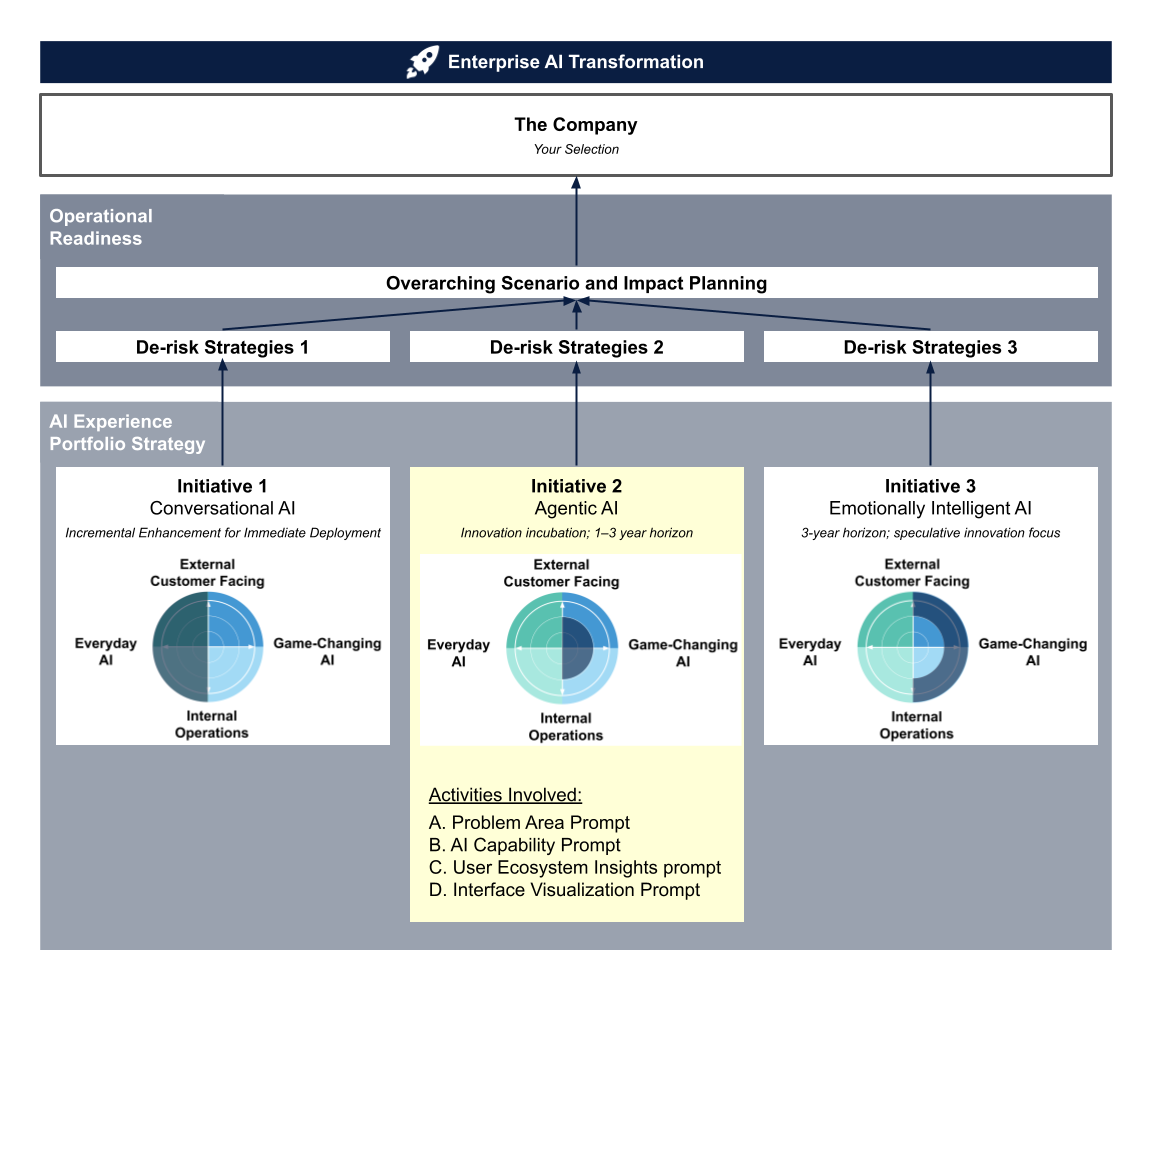 Enterprise AI Transformation
The Company
Your Selection
Operational
Readiness
Overarching Scenario and Impact Planning
De-risk Strategies 1
De-risk Strategies 2
De-risk Strategies 3
AI Experience
Portfolio Strategy
Initiative 1
Conversational AI
Incremental Enhancement for Immediate Deployment
External
Customer Facing
Everyday
AI
Game-Changing
AI
Internal
Operations
Initiative 2
Agentic AI
Innovation incubation; 1–3 year horizon
External
Customer Facing
Everyday
AI
Game-Changing
AI
Internal
Operations
Activities Involved:
A. Problem Area Prompt
B. AI Capability Prompt
C. User Ecosystem Insights prompt
D. Interface Visualization Prompt
Initiative 3
Emotionally Intelligent AI
3-year horizon; speculative innovation focus
External
Customer Facing
Everyday
AI
Game-Changing
AI
Internal
Operations